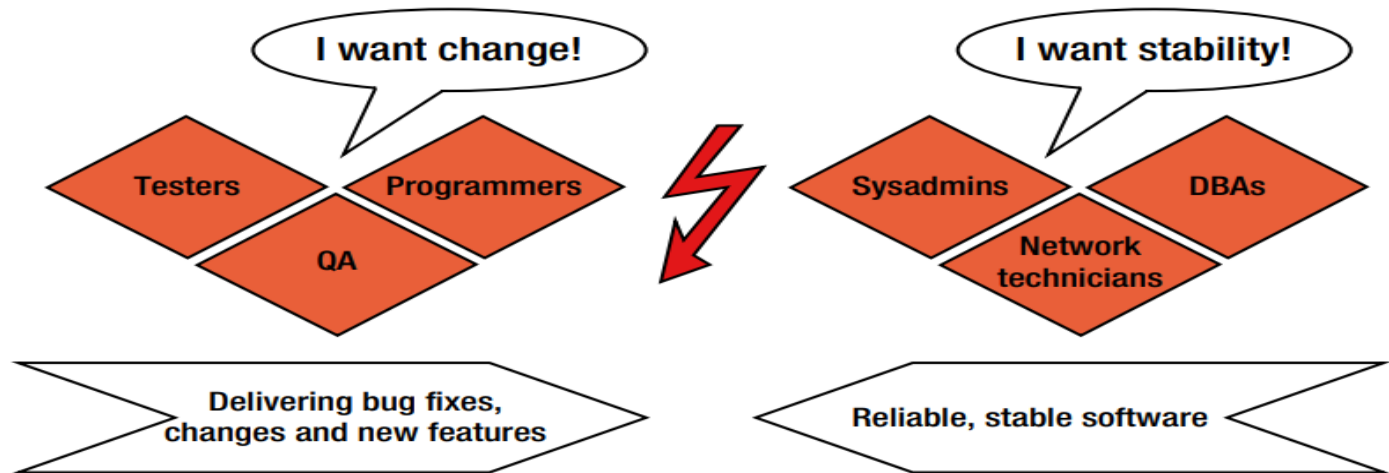 I want change!
I want stability!
Testers
Programmers
QA
Sysadmins
DBAs
Network
technicians
Delivering bug fixes,
changes and new features
Reliable, stable software